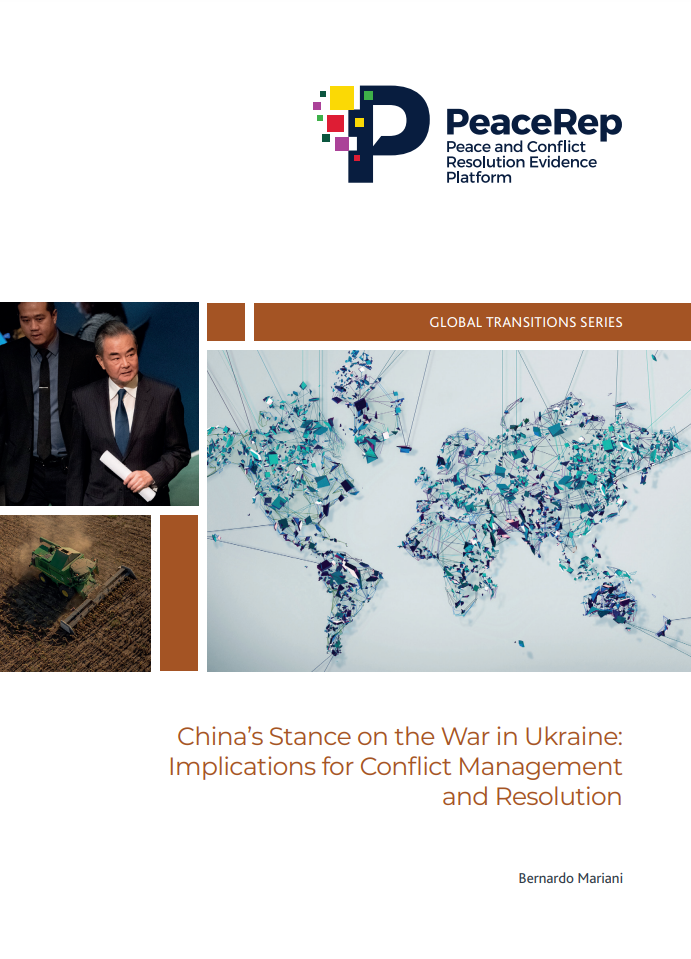 PeaceRep
Peace and Conflict
Resolution Evidence
Platform
GLOBAL TRANSITIONS SERIES
China’s Stance on the War in Ukraine:
Implications for Conflict Management
and Resolution
Bernardo Mariani